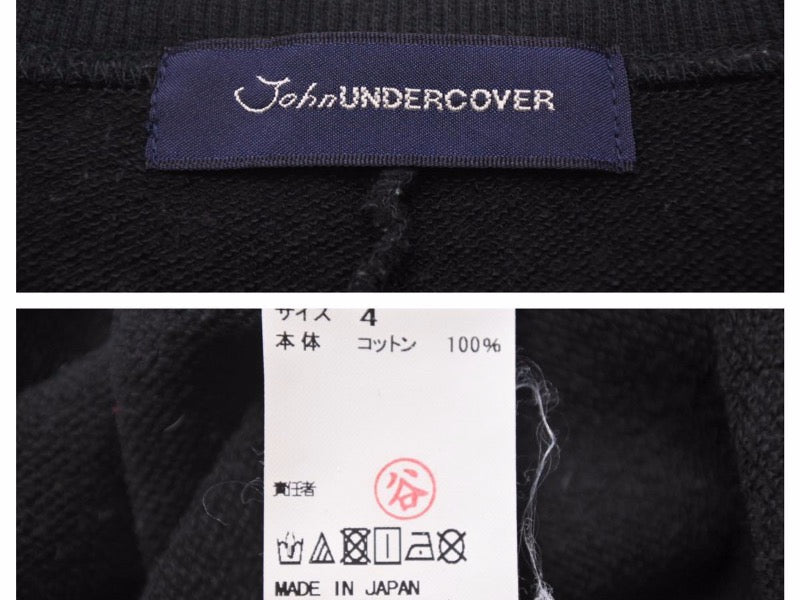 JohnUNDERCOVER
サイズ 4
本体 コットン 100%
責任者 谷
MADE IN JAPAN